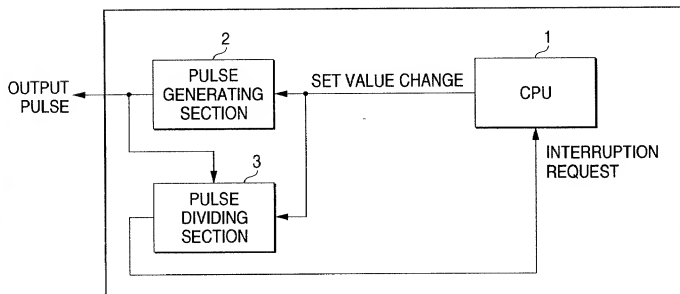 2
PULSE
GENERATING
SECTION
OUTPUT
PULSE
SET VALUE CHANGE
1
CPU
INTERRUPTION
REQUEST
3
PULSE
DIVIDING
SECTION